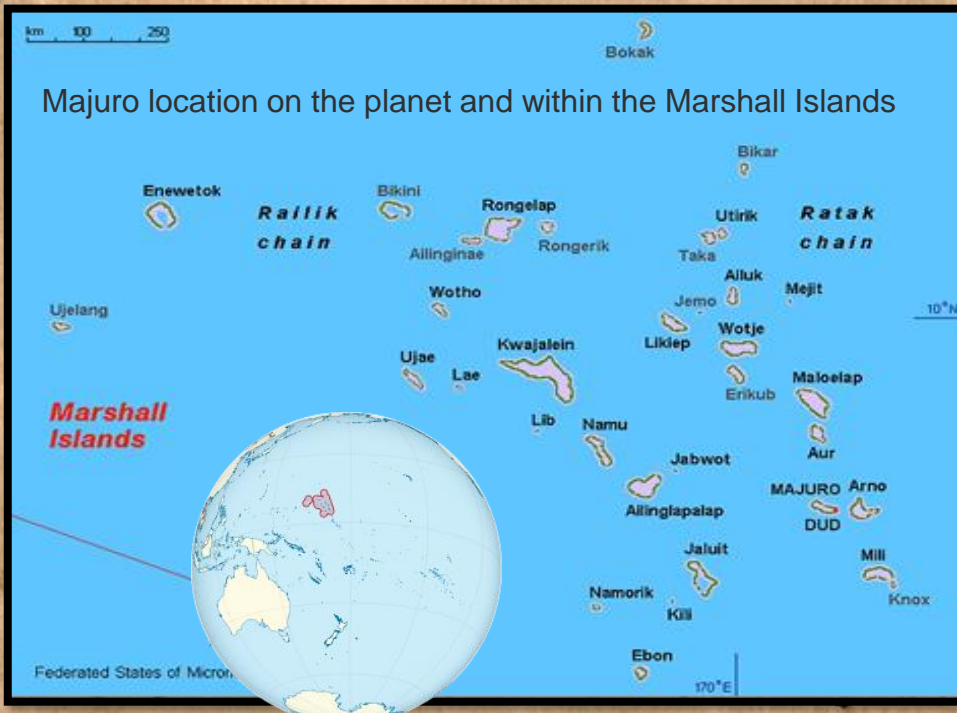 km 100 250
Bokak
Majuro location on the planet and within the Marshall Islands
Bikar
Enewetok
Bikini
Rongelap
Utirik
Railik
chain
Ratak
chain
Ailinginae
Rongerik
Taka
Ailuk
Mejit
Wotho
Jemo
Ujelang
10°N
Likiep
Wotje
Kwajalein
Ujae
Lae
Erikub
Maloelap
Marshall
Islands
Lib
Namu
Aur
Jabwot
MAJURO
Arno
Ailinglapalap
DUD
Jaluit
Mili
Namorik
Kili
Knox
Ebon
Federated States of Micron
170°E